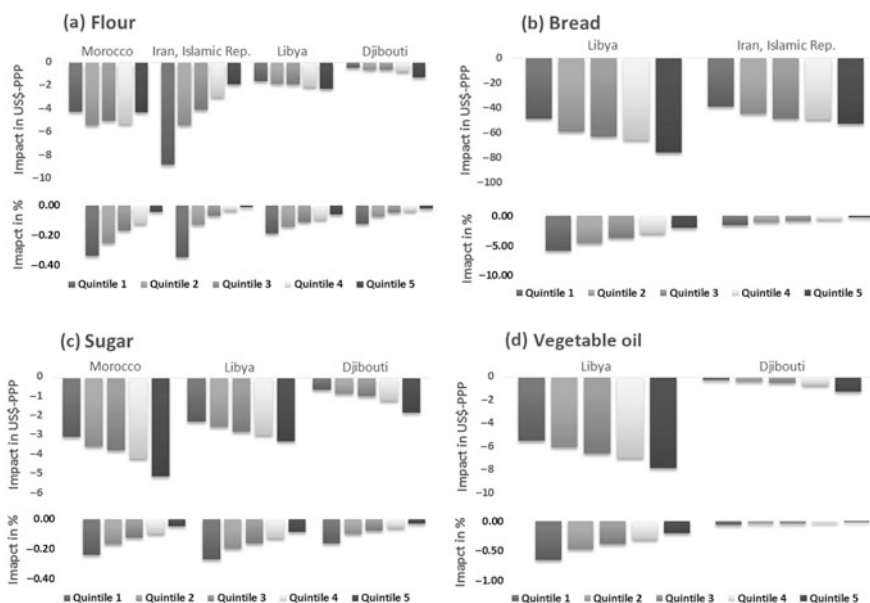 (a) Flour
Morocco Iran, Islamic Rep. Libya Djibouti
Impact in US$-PPP
0
−2
−4
−6
−8
−10
Imapct in %
0.00
−0.20
−0.40
Quintile 1 Quintile 2 Quintile 3 Quintile 4 Quintile 5
(b) Bread
Libya Iran, Islamic Rep.
Impact in US$-PPP
0
−20
−40
−60
−80
−100
Imapct in %
0.00
−5.00
−10.00
Quintile 1 Quintile 2 Quintile 3 Quintile 4 Quintile 5
(c) Sugar
Morocco Libya Djibouti
Impact in US$-PPP
0
−1
−2
−3
−4
−5
−6
Imapct in %
0.00
−0.20
−0.40
Quintile 1 Quintile 2 Quintile 3 Quintile 4 Quintile 5
(d) Vegetable oil
Libya Djibouti
Impact in US$-PPP
0
−2
−4
−6
−8
−10
Imapct in %
0.00
−0.50
−1.00
Quintile 1 Quintile 2 Quintile 3 Quintile 4 Quintile 5